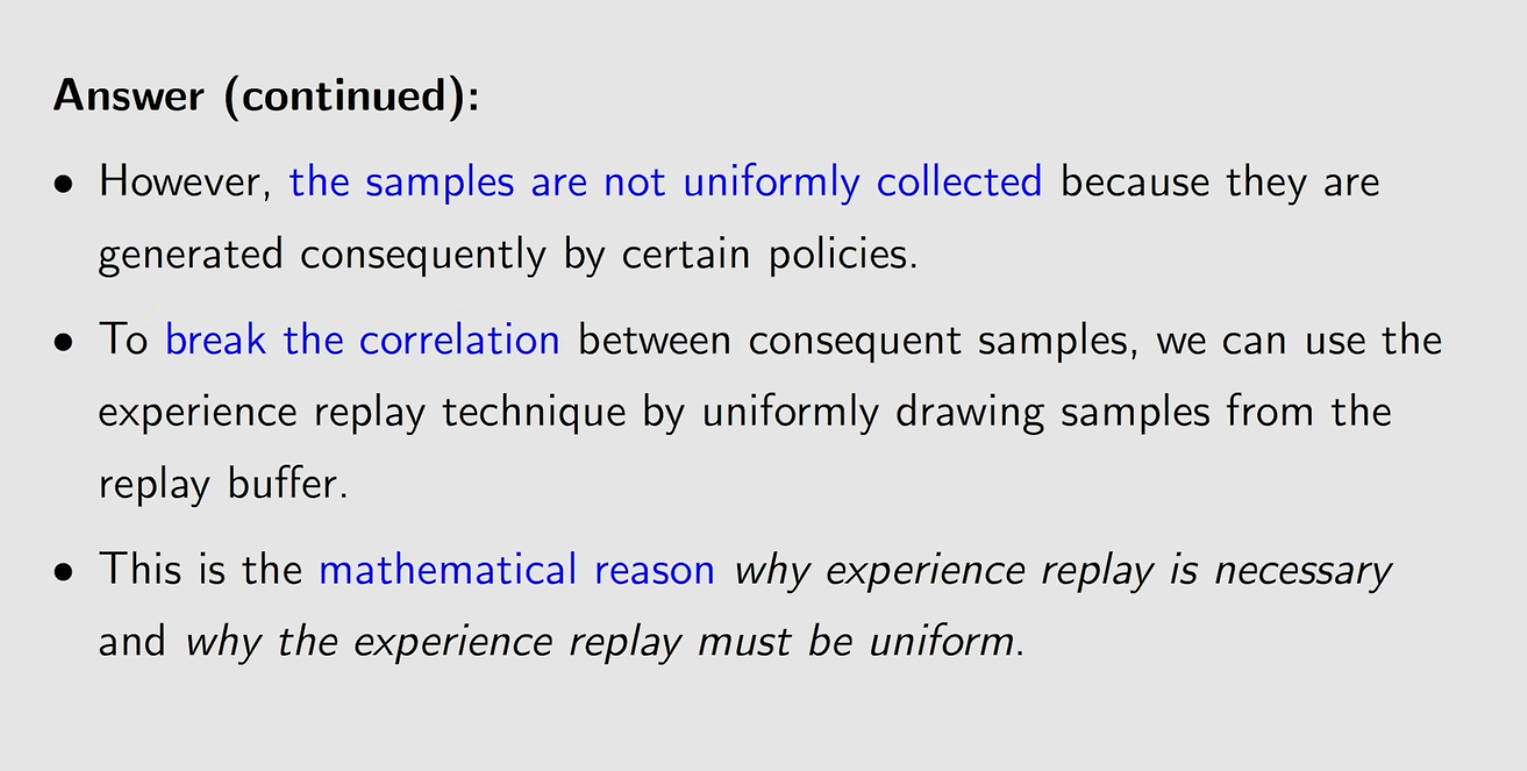 Answer (continued):
• However, the samples are not uniformly collected because they are
generated consequently by certain policies.
• To break the correlation between consequent samples, we can use the
experience replay technique by uniformly drawing samples from the
replay buffer.
• This is the mathematical reason why experience replay is necessary
and why the experience replay must be uniform.